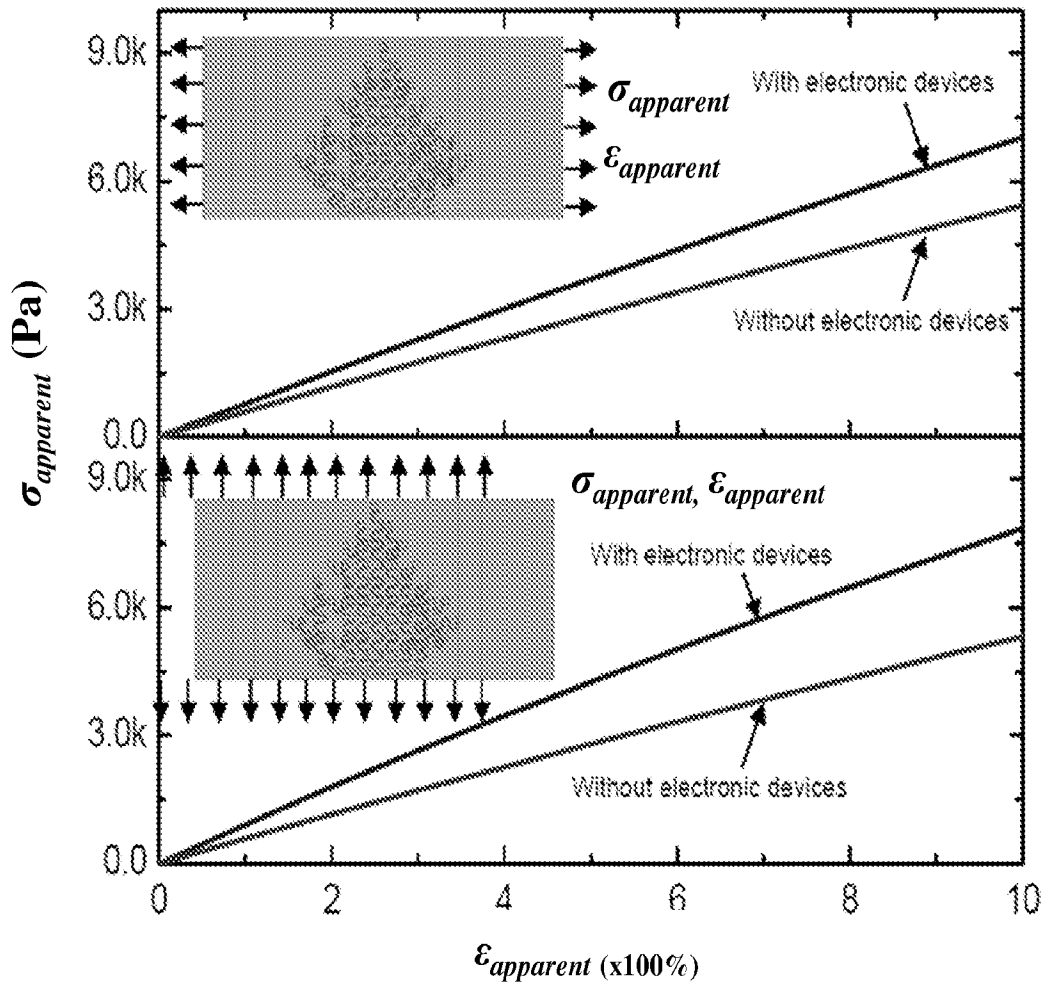 9.0k
With electronic devices
σapparent
εapparent
6.0k
3.0k
Without electronic devices
0.0
σapparent (Pa)
9.0k
σapparent, εapparent
With electronic devices
6.0k
3.0k
Without electronic devices
0.0
0 2 4 6 8 10
εapparent (x100%)